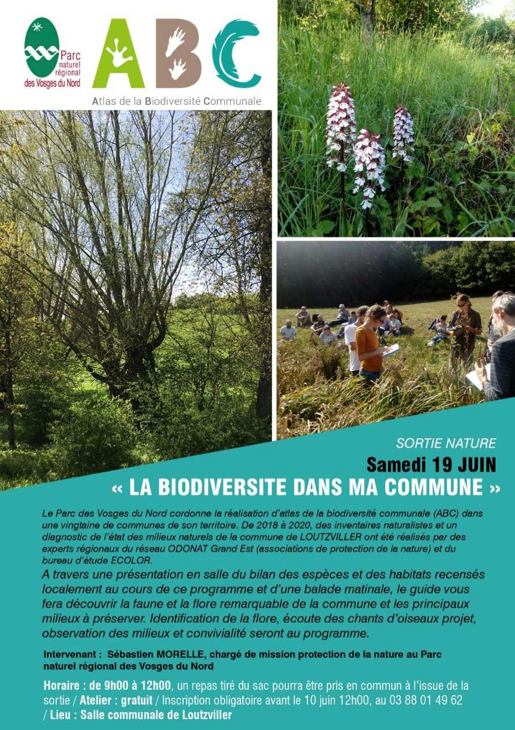 Parc
naturel
régional
des Vosges du Nord
ABC
Atlas de la Biodiversité Communale
SORTIE NATURE
Samedi 19 JUIN
« LA BIODIVERSITE DANS MA COMMUNE »
Le Parc des Vosges du Nord cordonne la réalisation d'atlas de la biodiversité communale (ABC) dans
une vingtaine de communes de son territoire. De 2018 à 2020, des inventaires naturalistes et un
diagnostic de l'état des milieux naturels de la commune de LOUTZVILLER ont été réalisés par des
experts régionaux du réseau ODONAT Grand Est (associations de protection de la nature) et du
bureau d'étude ECOLOR.
A travers une présentation en salle du bilan des espèces et des habitats recensés
localement au cours de ce programme et d'une balade matinale, le guide vous
fera découvrir la faune et la flore remarquable de la commune et les principaux
milieux à préserver. Identification de la flore, écoute des chants d'oiseaux projet,
observation des milieux et convivialité seront au programme.
Intervenant : Sébastien MORELLE, chargé de mission protection de la nature au Parc
naturel régional des Vosges du Nord
Horaire : de 9h00 à 12h00, un repas tiré du sac pourra être pris en commun à l'issue de la
sortie / Atelier : gratuit / Inscription obligatoire avant le 10 juin 12h00, au 03 88 01 49 62
/ Lieu : Salle communale de Loutzviller